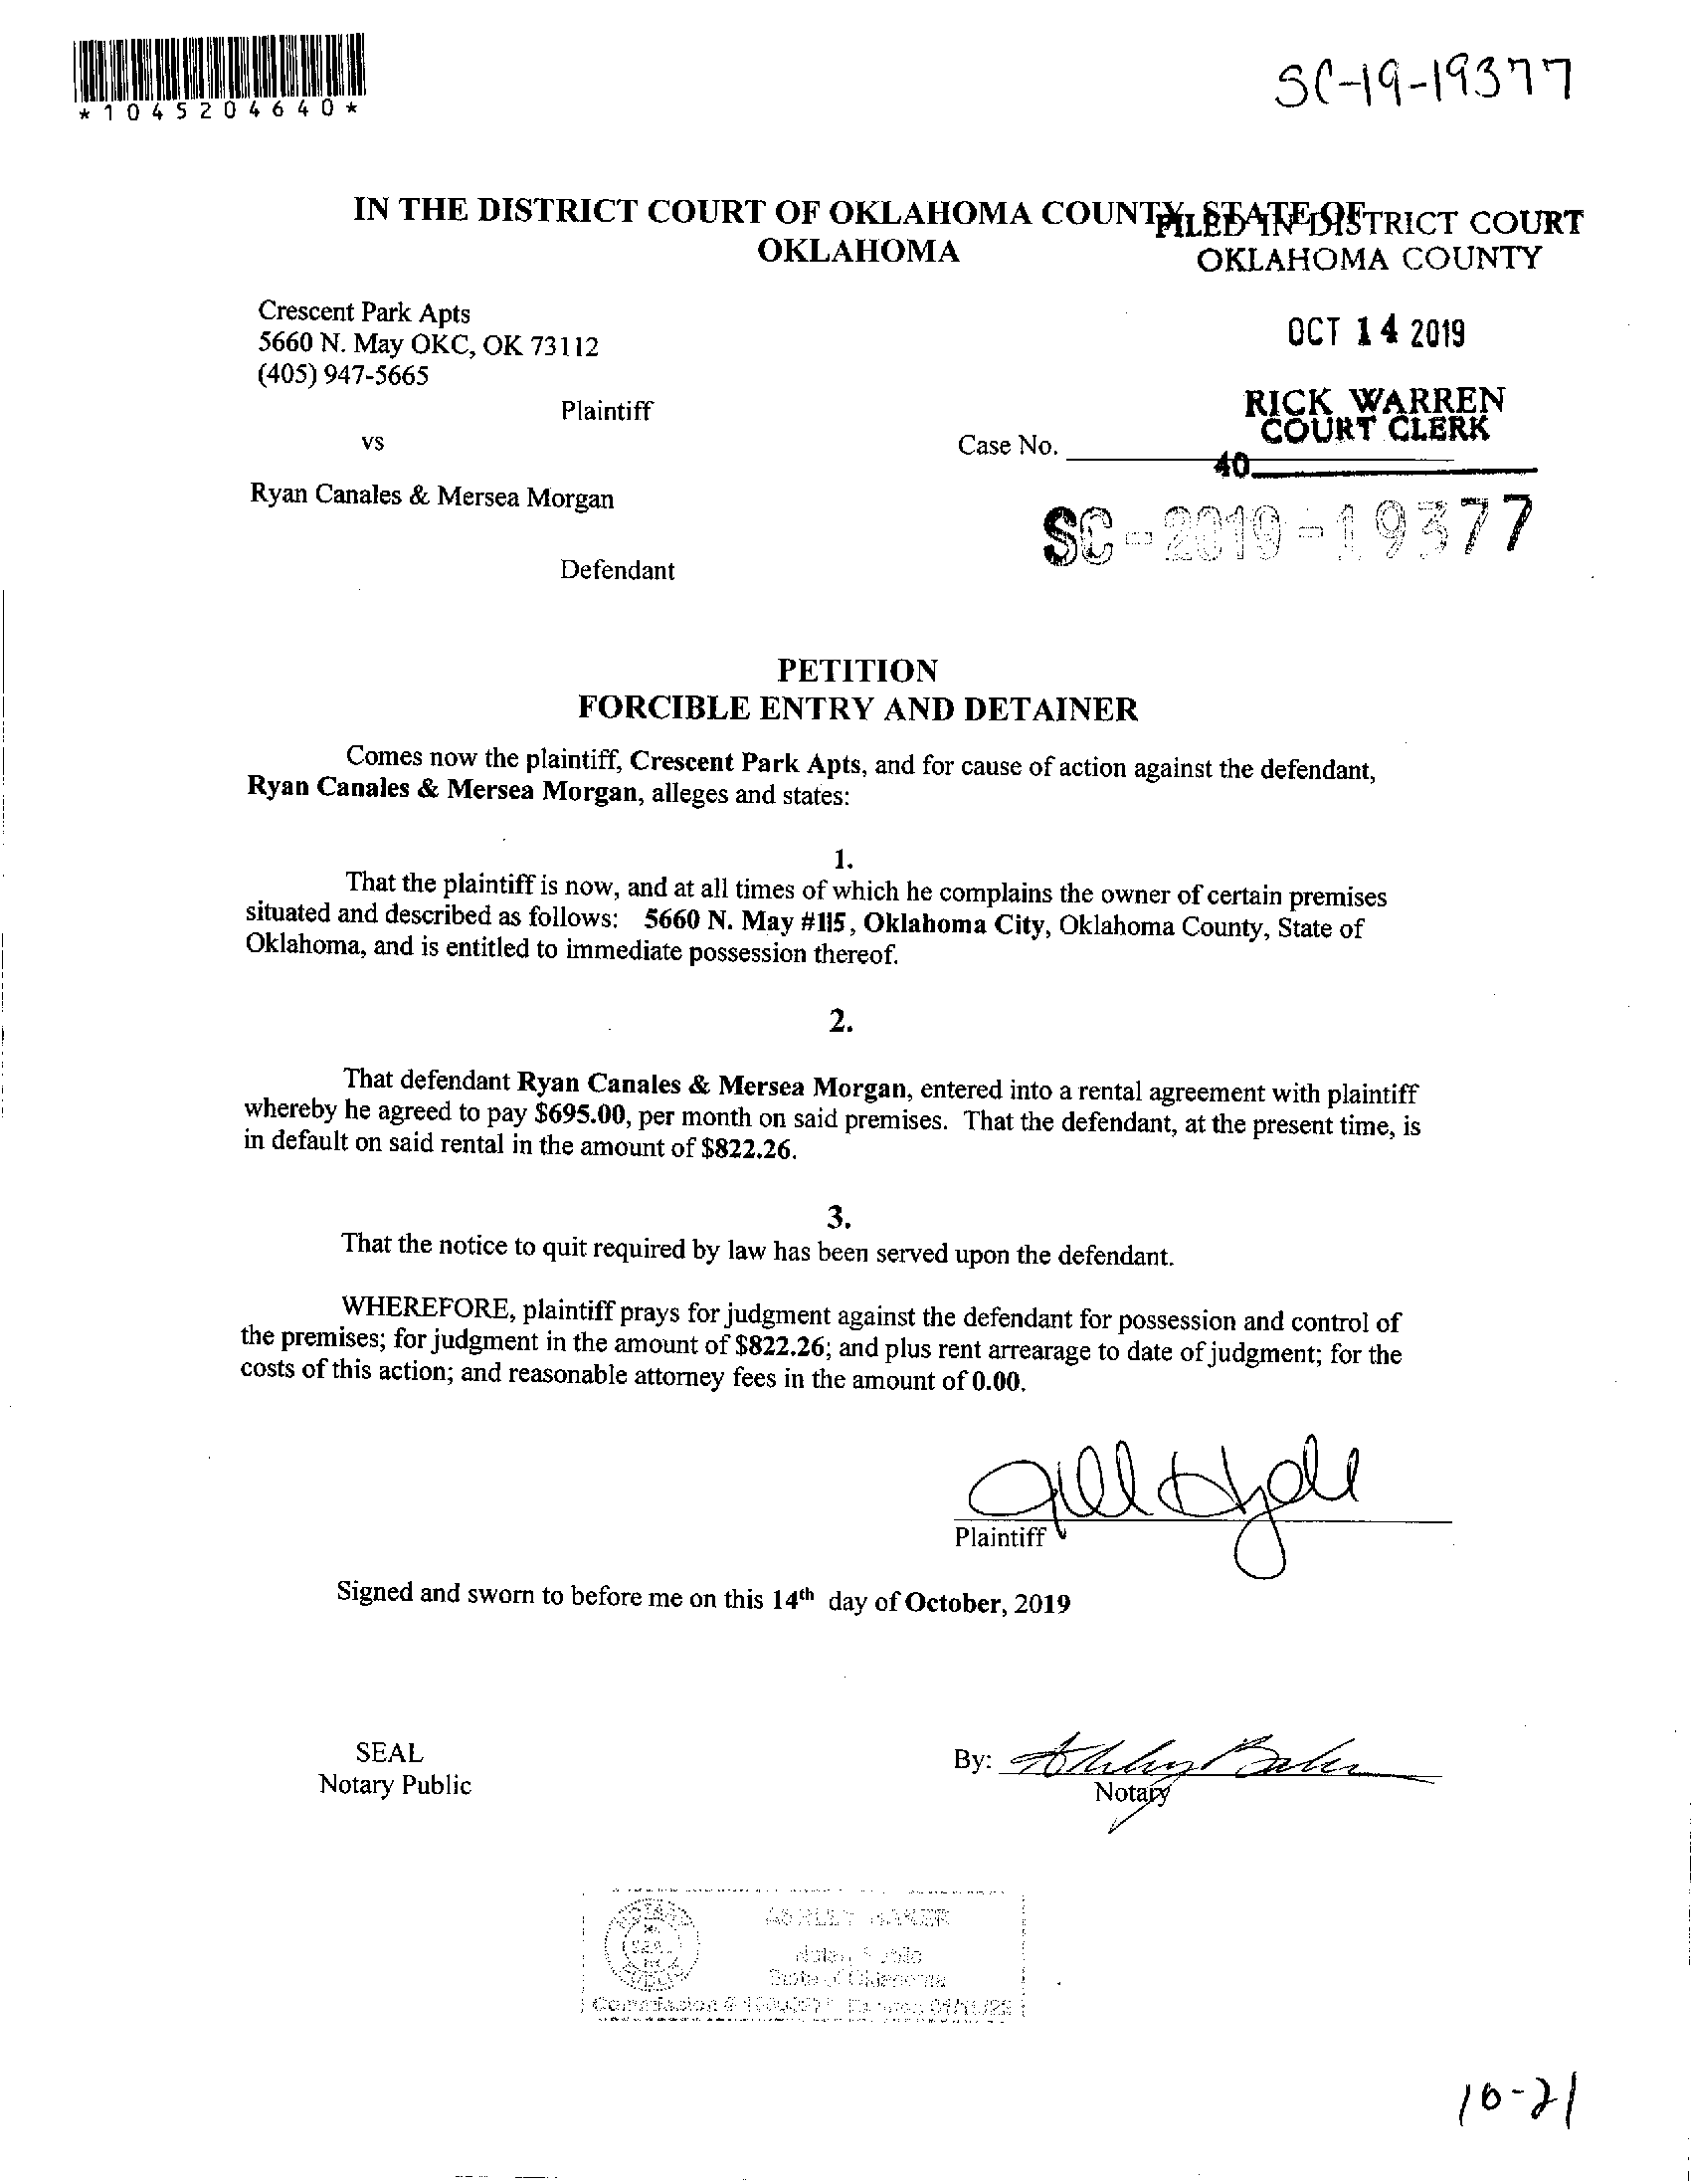 *1045204640*
SC-19-19377
IN THE DISTRICT COURT OF OKLAHOMA COUNTY, STATE OF
OKLAHOMA
FILED IN DISTRICT COURT
OKLAHOMA COUNTY
Crescent Park Apts
5660 N. May OKC, OK 73112
(405) 947-5665
OCT 14 2019
Plaintiff
RICK WARREN
COURT CLERK
vs
Case No.
40
Ryan Canales & Mersea Morgan
SC-2019-19377
Defendant
PETITION
FORCIBLE ENTRY AND DETAINER
Comes now the plaintiff, Crescent Park Apts, and for cause of action against the defendant,
Ryan Canales & Mersea Morgan, alleges and states:
1.
That the plaintiff is now, and at all times of which he complains the owner of certain premises
situated and described as follows: 5660 N. May #115, Oklahoma City, Oklahoma County, State of
Oklahoma, and is entitled to immediate possession thereof.
2.
That defendant Ryan Canales & Mersea Morgan, entered into a rental agreement with plaintiff
whereby he agreed to pay $695.00, per month on said premises. That the defendant, at the present time, is
in default on said rental in the amount of $822.26.
3.
That the notice to quit required by law has been served upon the defendant.
WHEREFORE, plaintiff prays for judgment against the defendant for possession and control of
the premises; for judgment in the amount of $822.26; and plus rent arrearage to date of judgment; for the
costs of this action; and reasonable attorney fees in the amount of 0.00.
Plaintiff
Signed and sworn to before me on this 14th day of October, 2019
SEAL
Notary Public
By: Ashley Baker
Notary
ASHLEY BAKER
Notary Public
State of Oklahoma
Commission #
10-21